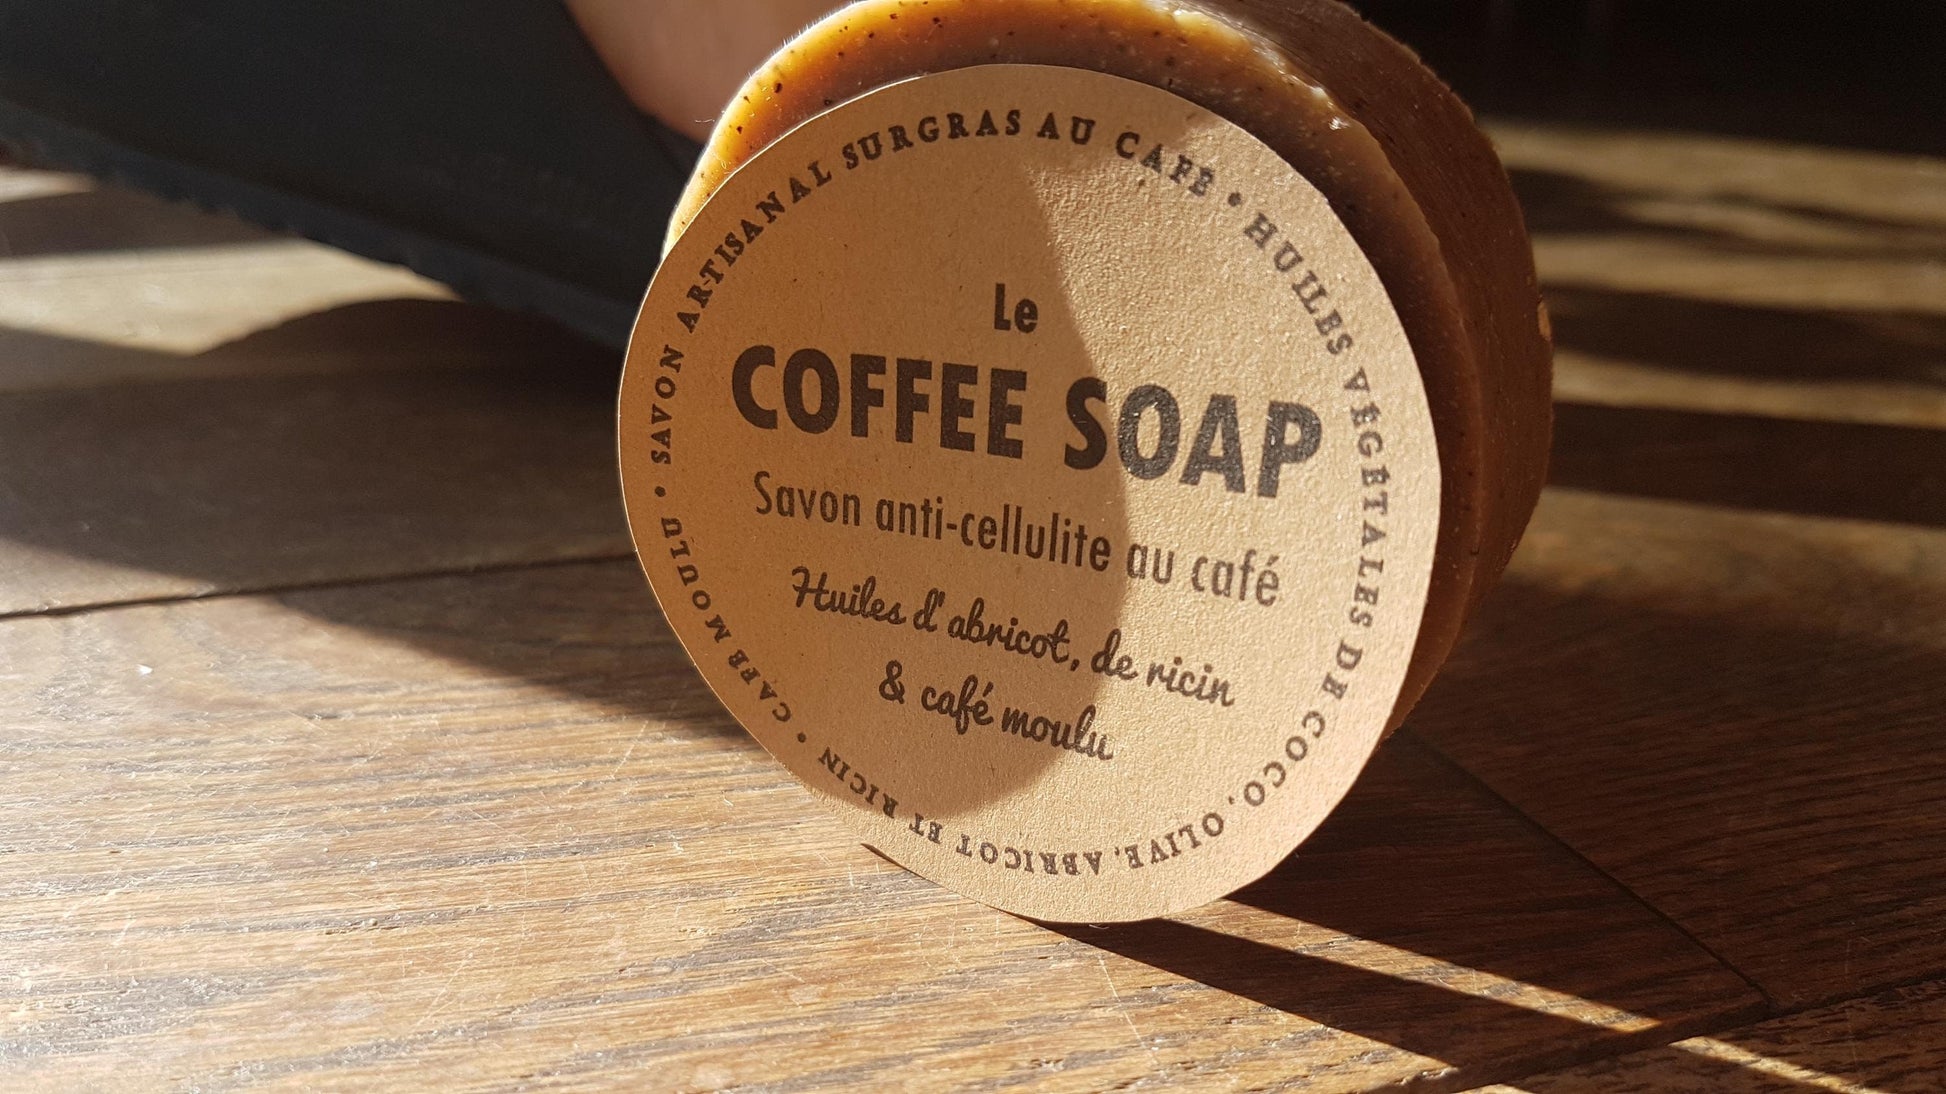 Le
COFFEE SOAP
Savon anti-cellulite au café
Huiles d'abricot, de ricin
& café moulu
• SAVON ARTISANAL SURGRAS AU CAFÉ • HUILES VÉGÉTALES DE COCO, OLIVE, ABRICOT ET RICIN • CAFÉ MOULU